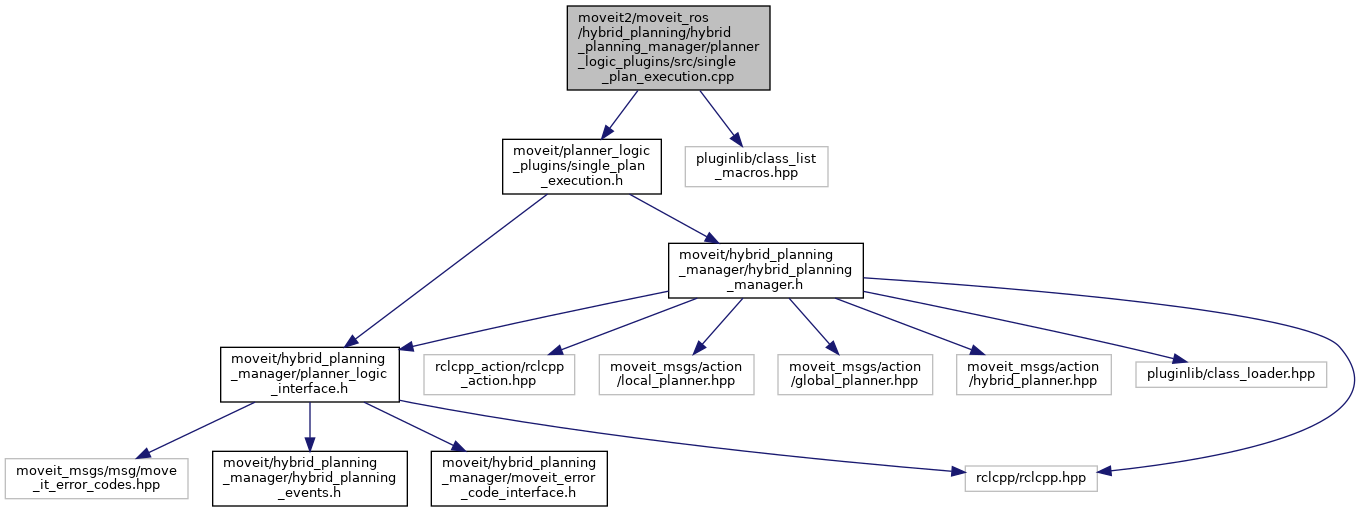 moveit2/moveit_ros
/hybrid_planning/hybrid
_planning_manager/planner
_logic_plugins/src/single
_plan_execution.cpp
moveit/planner_logic
_plugins/single_plan
_execution.h
pluginlib/class_list
_macros.hpp
moveit/hybrid_planning
_manager/hybrid_planning
_manager.h
moveit/hybrid_planning
_manager/planner_logic
_interface.h
rclcpp_action/rclcpp
_action.hpp
moveit_msgs/action
/local_planner.hpp
moveit_msgs/action
/global_planner.hpp
moveit_msgs/action
/hybrid_planner.hpp
pluginlib/class_loader.hpp
moveit_msgs/msg/move
_it_error_codes.hpp
moveit/hybrid_planning
_manager/hybrid_planning
_events.h
moveit/hybrid_planning
_manager/moveit_error
_code_interface.h
rclcpp/rclcpp.hpp